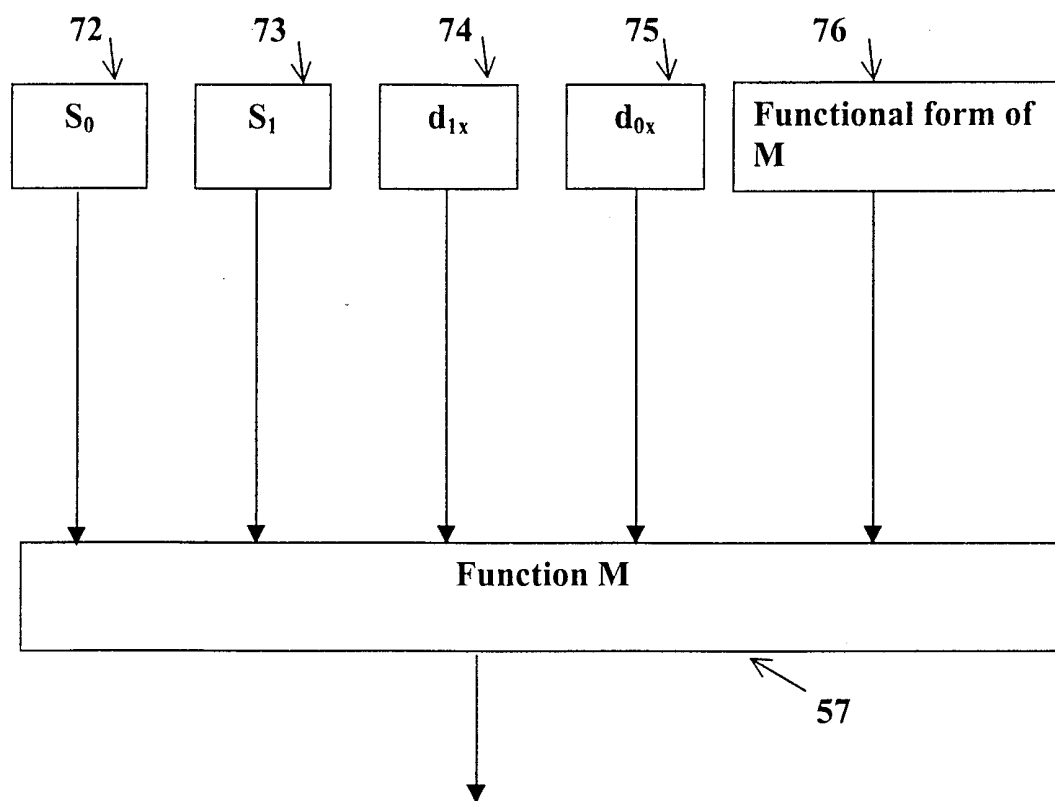 72 73 74 75 76
S₀ S₁ d₁ₓ d₀ₓ Functional form of
M
Function M
57